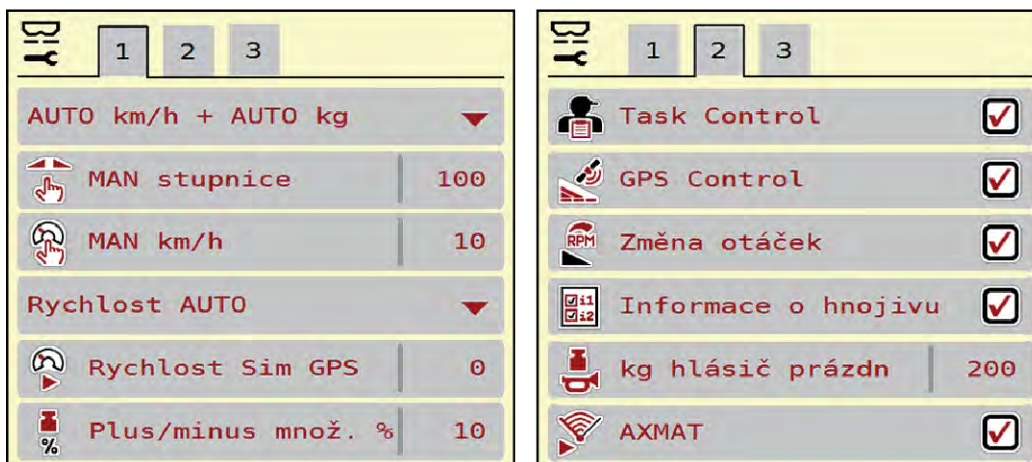 1 2 3
AUTO km/h + AUTO kg
MAN stupnice 100
MAN km/h 10
Rychlost AUTO
Rychlost Sim GPS 0
% Plus/minus množ. % 10
1 2 3
Task Control
GPS Control
RPM Změna otáček
i1 i2 Informace o hnojivu
kg hlásič prázdn 200
AXMAT